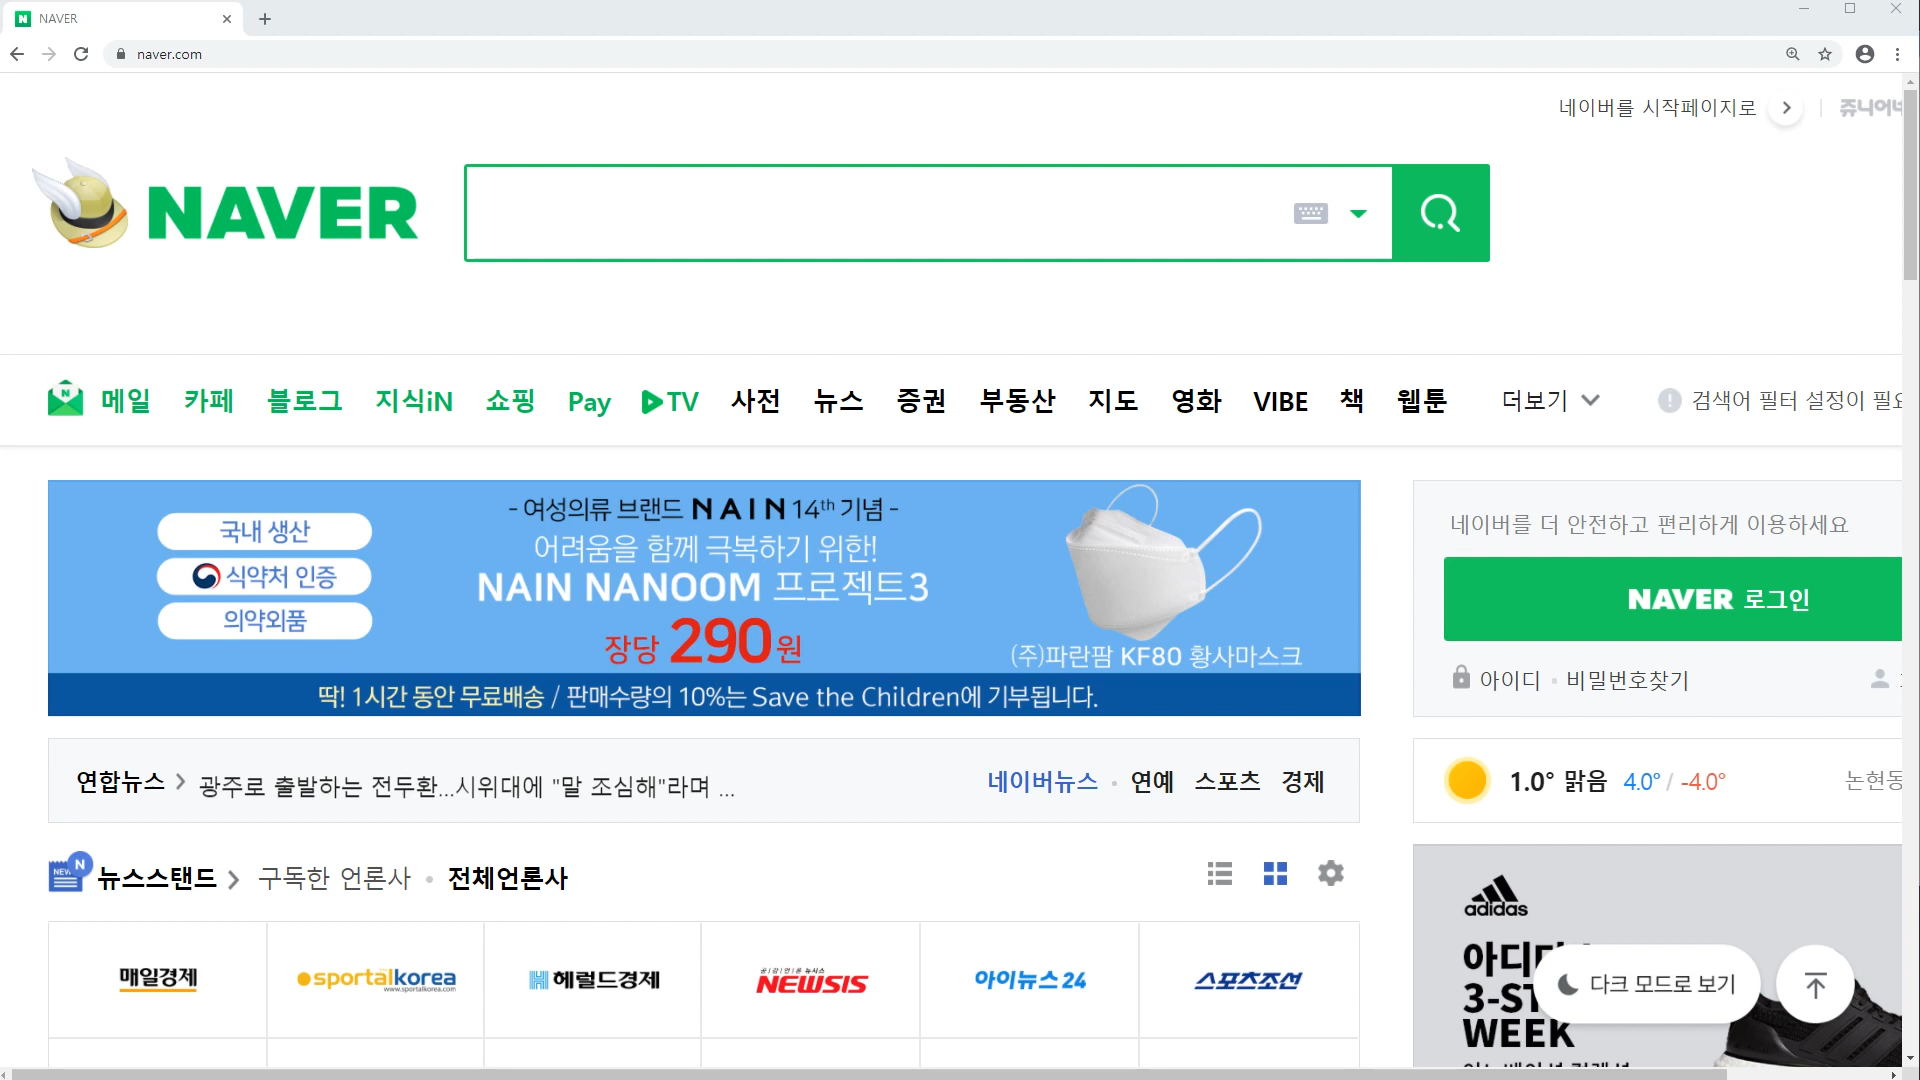 NAVER
naver.com
네이버를 시작페이지로
쥬니어네
NAVER
메일 카페 블로그 지식iN 쇼핑 Pay TV 사전 뉴스 증권 부동산 지도 영화 VIBE 책 웹툰 더보기
검색어 필터 설정이
- 여성의류 브랜드 NAIN 14th 기념 -
어려움을 함께 극복하기 위한!
NAIN NANOOM 프로젝트3
장당 290원
국내 생산
식약처 인증
의약외품
(주)파란팜 KF80 황사마스크
딱! 1시간 동안 무료배송 / 판매수량의 10%는 Save the Children에 기부됩니다.
네이버를 더 안전하고 편리하게 이용하세요
NAVER 로그인
아이디 · 비밀번호찾기
연합뉴스 > 광주로 출발하는 전두환...시위대에 "말 조심해"라며 ...
네이버뉴스 · 연예 스포츠 경제
1.0° 맑음 4.0° / -4.0°
논현동
NEW N
뉴스스탠드 > 구독한 언론사 · 전체언론사
매일경제
sportalkorea
www.sportalkorea.com
헤럴드경제
공|감|언|론 뉴시스
NEWSIS
아이뉴스24
스포츠조선
adidas
3-ST
WEEK
다크 모드로 보기